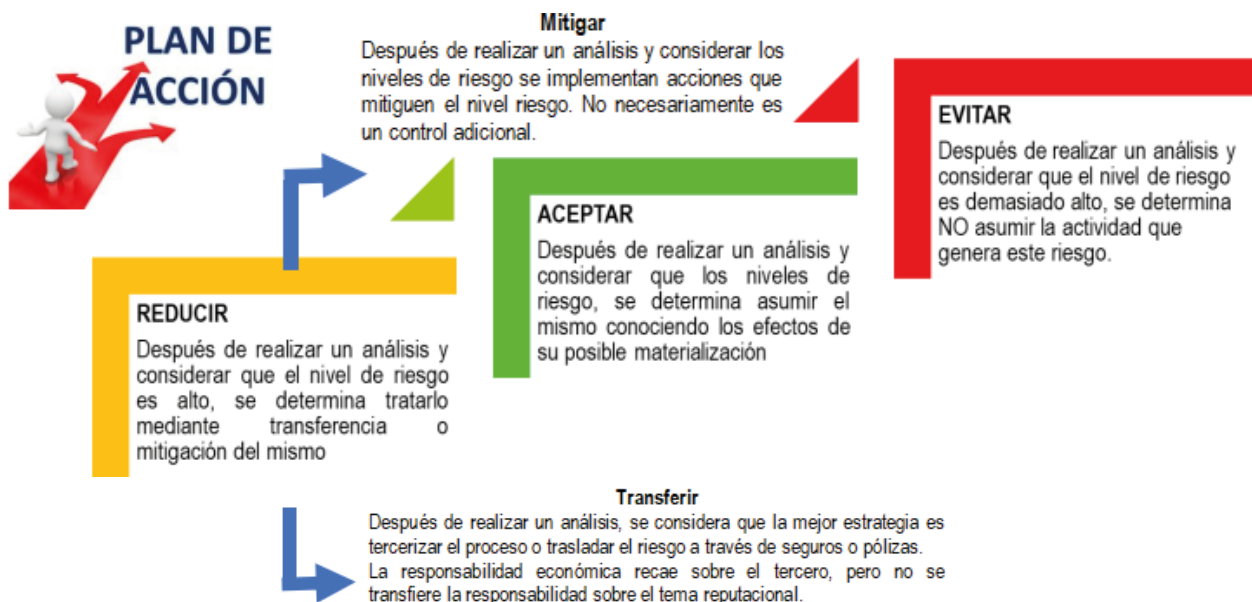 PLAN DE
ACCIÓN
Mitigar
Después de realizar un análisis y considerar los
niveles de riesgo se implementan acciones que
mitiguen el nivel riesgo. No necesariamente es
un control adicional.
EVITAR
Después de realizar un análisis y
considerar que el nivel de riesgo
es demasiado alto, se determina
NO asumir la actividad que
genera este riesgo.
ACEPTAR
Después de realizar un análisis y
considerar que los niveles de
riesgo, se determina asumir el
mismo conociendo los efectos de
su posible materialización
REDUCIR
Después de realizar un análisis y
considerar que el nivel de riesgo
es alto, se determina tratarlo
mediante transferencia o
mitigación del mismo
Transferir
Después de realizar un análisis, se considera que la mejor estrategia es
tercerizar el proceso o trasladar el riesgo a través de seguros o pólizas.
La responsabilidad económica recae sobre el tercero, pero no se
transfiere la responsabilidad sobre el tema reputacional.